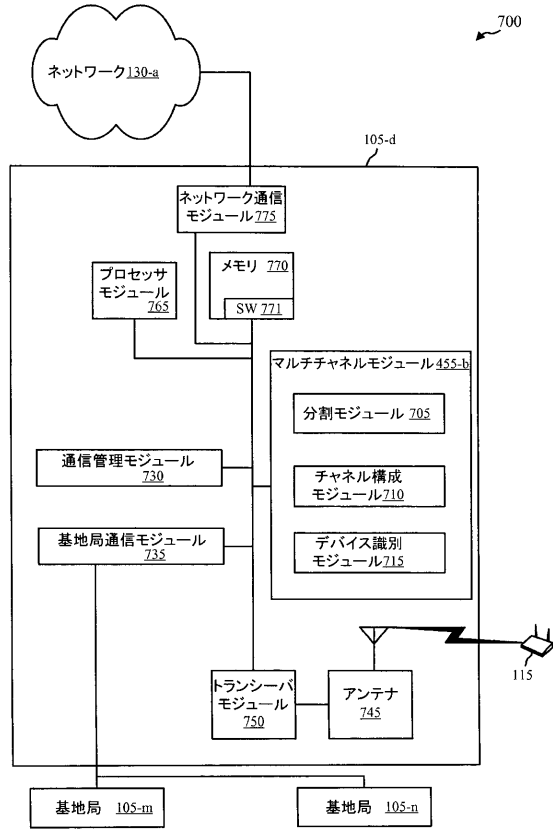 700
ネットワーク130-a
105-d
ネットワーク通信
モジュール775
プロセッサ
モジュール
765
メモリ 770
SW 771
マルチチャネルモジュール455-b
分割モジュール705
チャネル構成
モジュール710
デバイス識別
モジュール715
通信管理モジュール
730
基地局通信モジュール
735
トランシーバ
モジュール
750
アンテナ
745
115
基地局 105-m
基地局 105-n